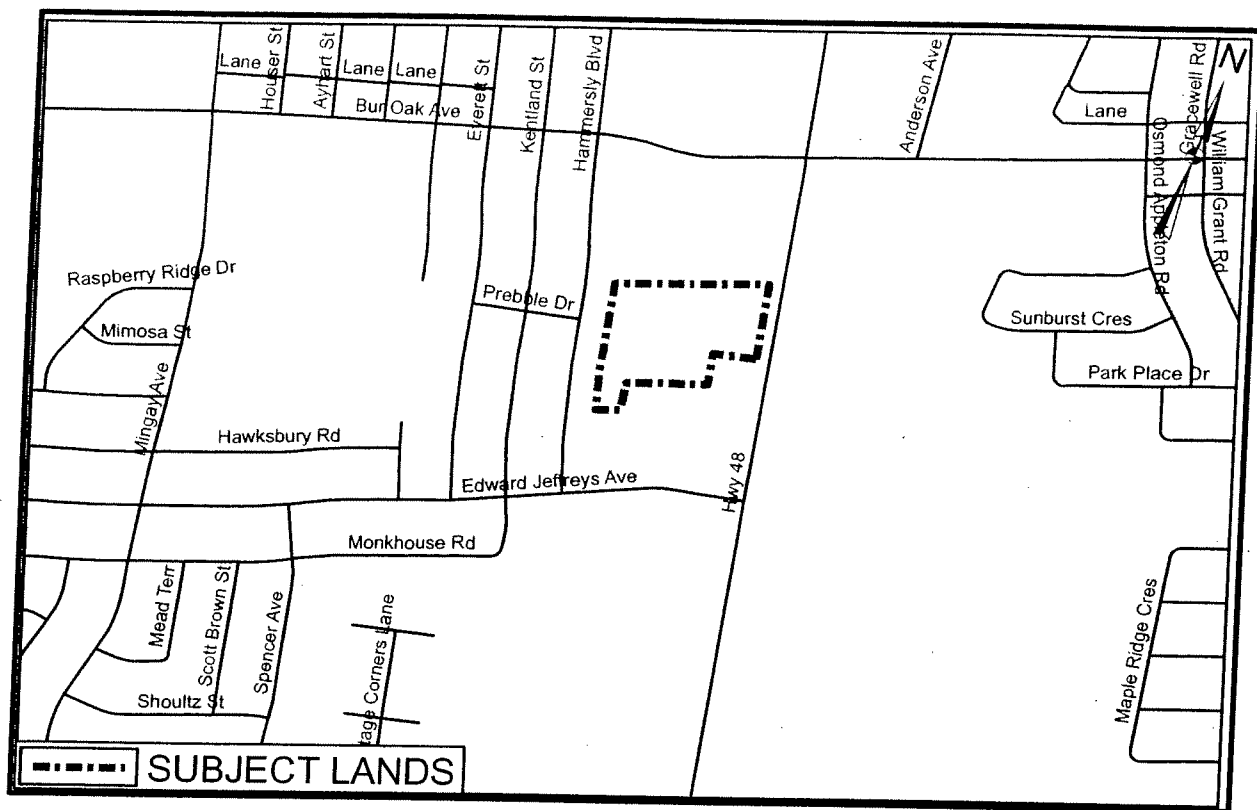 Lane
Houser St
Ayhart St
Lane
Lane
Bur Oak Ave
Everett St
Kentland St
Hammersly Blvd
Anderson Ave
Lane
Gracewell Rd
N
Osmond Appleton Rd
William Grant Rd
Raspberry Ridge Dr
Mimosa St
Mingay Ave
Prebble Dr
Sunburst Cres
Park Place Dr
Hawksbury Rd
Edward Jeffreys Ave
Hwy 48
Monkhouse Rd
Mead Terr
Scott Brown St
Spencer Ave
Shoultz St
tage Corners Lane
Maple Ridge Cres
SUBJECT LANDS